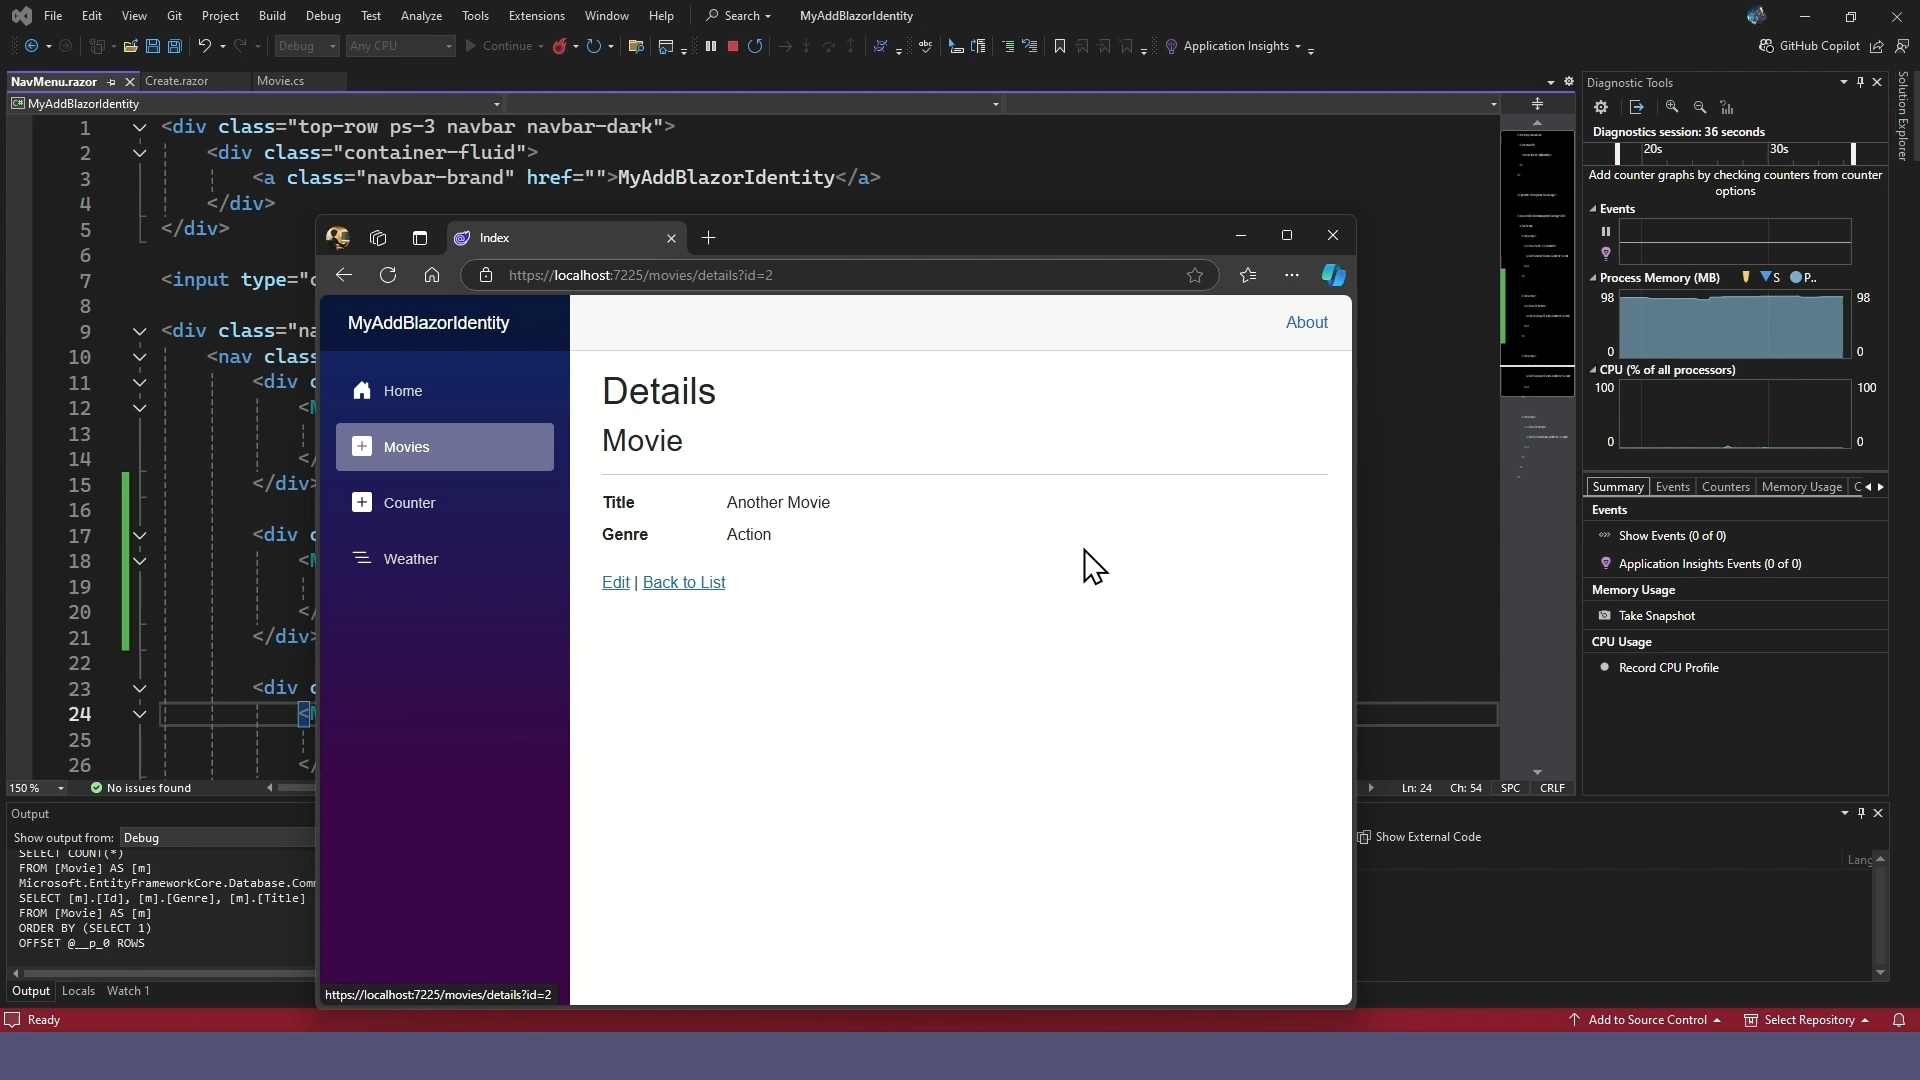 File Edit View Git Project Build Debug Test Analyze Tools Extensions Window Help Search MyAddBlazorIdentity
Debug Any CPU Continue Application Insights GitHub Copilot
NavMenu.razor Create.razor Movie.cs
MyAddBlazorIdentity
1 <div class="top-row ps-3 navbar navbar-dark">
2 <div class="container-fluid">
3 <a class="navbar-brand" href="">MyAddBlazorIdentity</a>
4 </div>
5 </div>
6
7 <input type="c
8
9 <div class="na
10 <nav class
11 <div c
12 <N
13
14 </
15 </div>
16
17 <div c
18 <N
19
20 </
21 </div>
22
23 <div c
24 <N
25
26 </
150 % No issues found Ln: 24 Ch: 54 SPC CRLF
Index
https://localhost:7225/movies/details?id=2
MyAddBlazorIdentity
About
Home
Movies
Counter
Weather
Details
Movie
Title Another Movie
Genre Action
Edit | Back to List
https://localhost:7225/movies/details?id=2
Diagnostic Tools
Diagnostics session: 36 seconds
20s 30s
Add counter graphs by checking counters from counter
options
Events
Process Memory (MB) S P..
98 98
0 0
CPU (% of all processors)
100 100
0 0
Summary Events Counters Memory Usage C
Events
Show Events (0 of 0)
Application Insights Events (0 of 0)
Memory Usage
Take Snapshot
CPU Usage
Record CPU Profile
Solution Explorer
Output
Show output from: Debug
SELECT COUNT(*)
FROM [Movie] AS [m]
Microsoft.EntityFrameworkCore.Database.Comm
SELECT [m].[Id], [m].[Genre], [m].[Title]
FROM [Movie] AS [m]
ORDER BY (SELECT 1)
OFFSET @__p_0 ROWS
Output Locals Watch 1
Show External Code
Lang
Ready Add to Source Control Select Repository